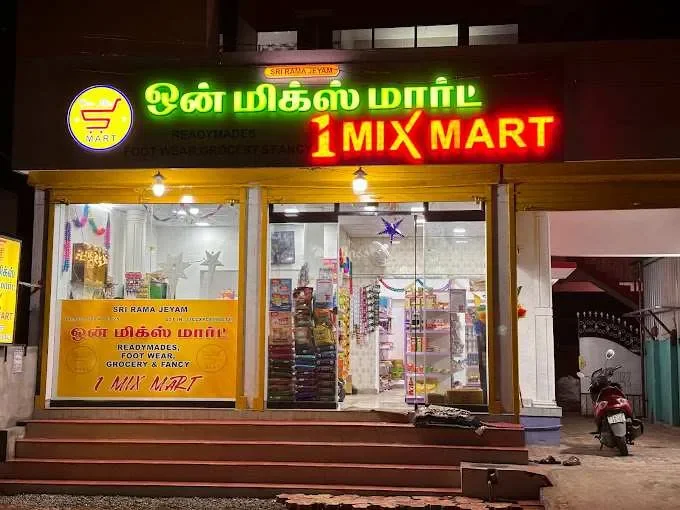 SRI RAMA JEYAM
ஒன் மிக்ஸ் மார்ட்
1 MIX MART
READYMADES
FOOT WEAR, GROCERY & FANCY
MART
SRI RAMA JEYAM
ஒன் மிக்ஸ் மார்ட்
READYMADES,
FOOT WEAR,
GROCERY & FANCY
1 MIX MART